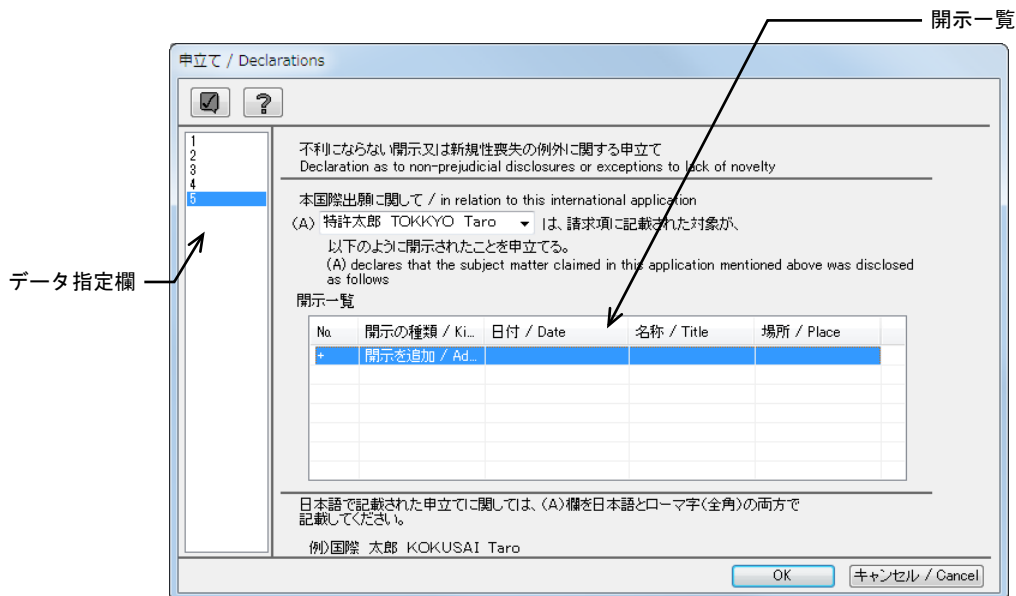 開示一覧
申立て / Declarations
1
2
3
4
5
不利にならない開示又は新規性喪失の例外に関する申立て
Declaration as to non-prejudicial disclosures or exceptions to lack of novelty
本国際出願に関して / in relation to this international application
(A) 特許太郎 TOKKYO Taro は、請求項に記載された対象が、
以下のように開示されたことを申立てる。
(A) declares that the subject matter claimed in this application mentioned above was disclosed
as follows
データ指定欄
開示一覧
No. 開示の種類 / Ki... 日付 / Date 名称 / Title 場所 / Place
+ 開示を追加 / Ad...
日本語で記載された申立てに関しては、(A)欄を日本語とローマ字(全角)の両方で
記載してください。
例)国際 太郎 KOKUSAI Taro
OK キャンセル / Cancel